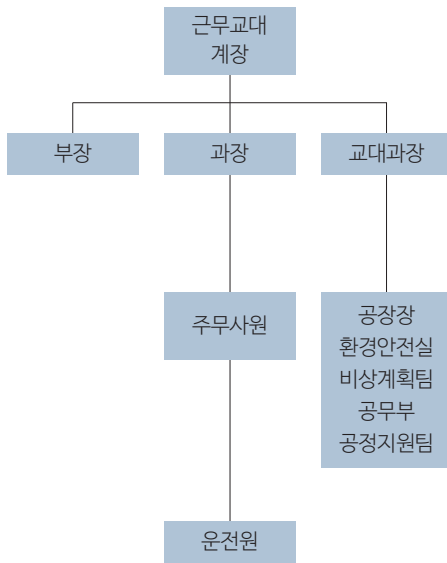 근무교대
계장
부장
과장
교대과장
주무사원
공장장
환경안전실
비상계획팀
공무부
공정지원팀
운전원